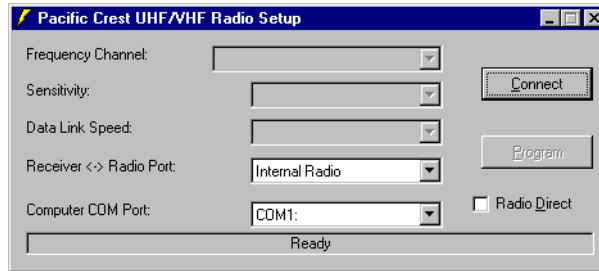 Pacific Crest UHF/VHF Radio Setup
Frequency Channel:
Sensitivity:
Connect
Data Link Speed:
Program
Receiver <-> Radio Port: Internal Radio
Radio Direct
Computer COM Port: COM1:
Ready